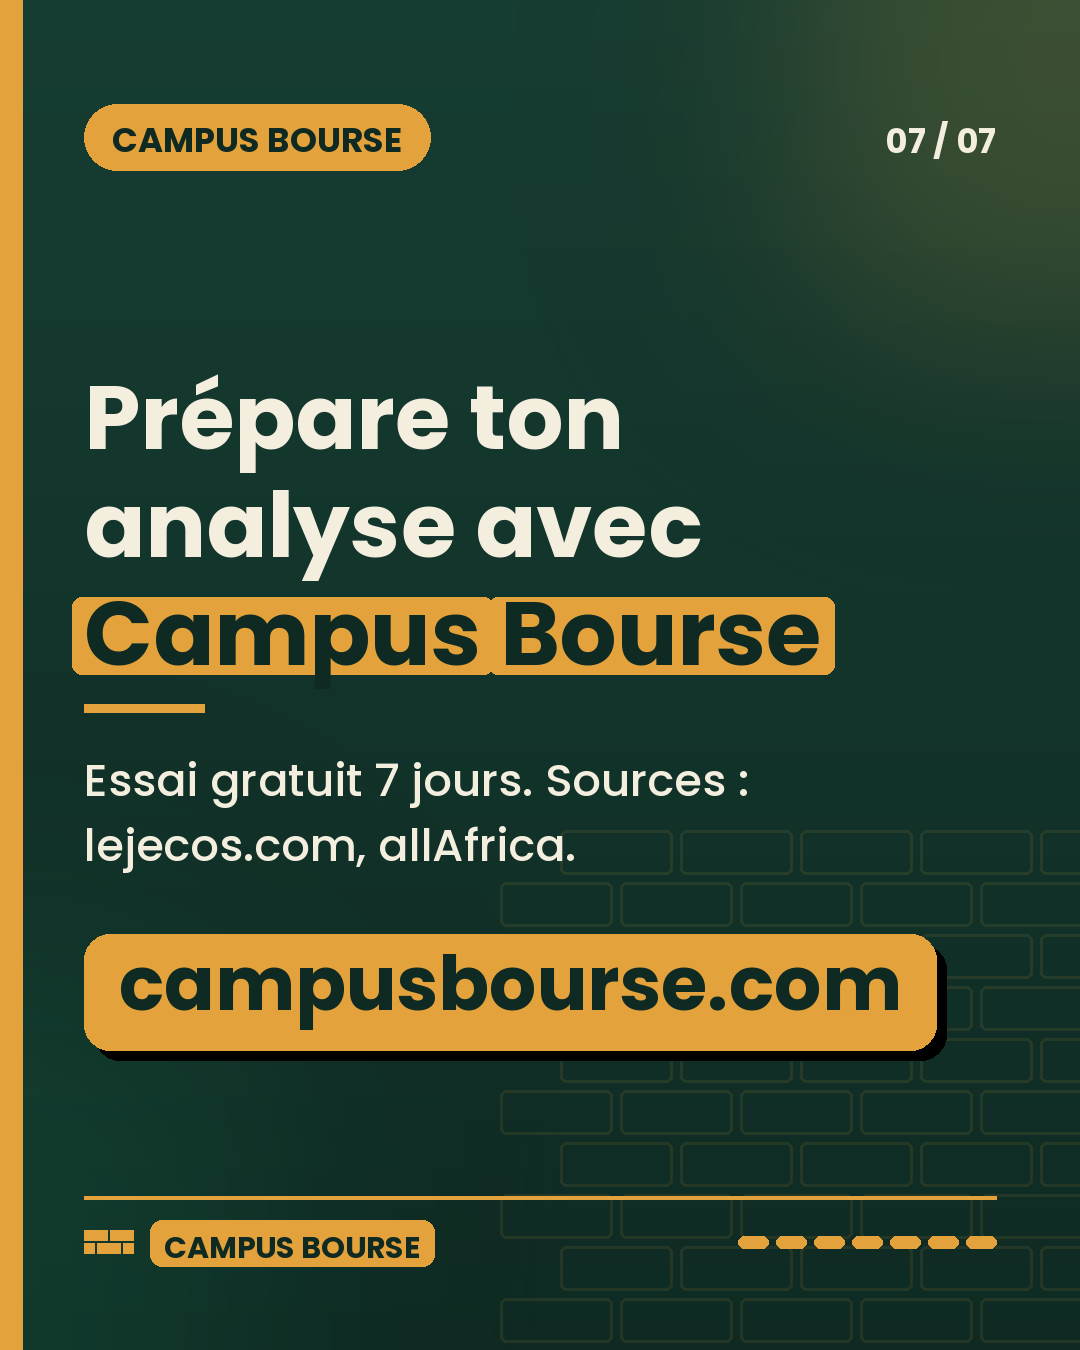 CAMPUS BOURSE
07 / 07
Prépare ton
analyse avec
Campus Bourse
Essai gratuit 7 jours. Sources :
lejecos.com, allAfrica.
campusbourse.com
CAMPUS BOURSE